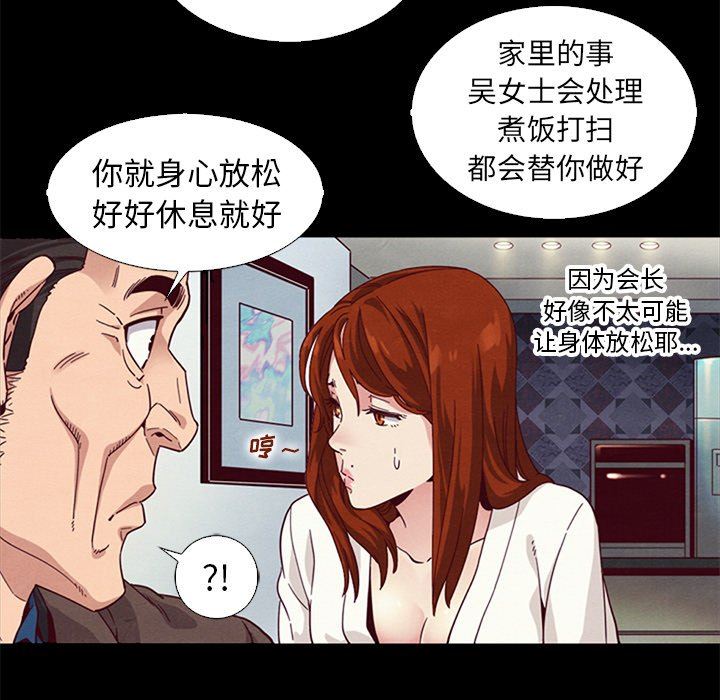 家里的事
吴女士会处理
煮饭打扫
都会替你做好
你就身心放松
好好休息就好
因为会长
好像不太可能
让身体放松耶...
哼～
?!